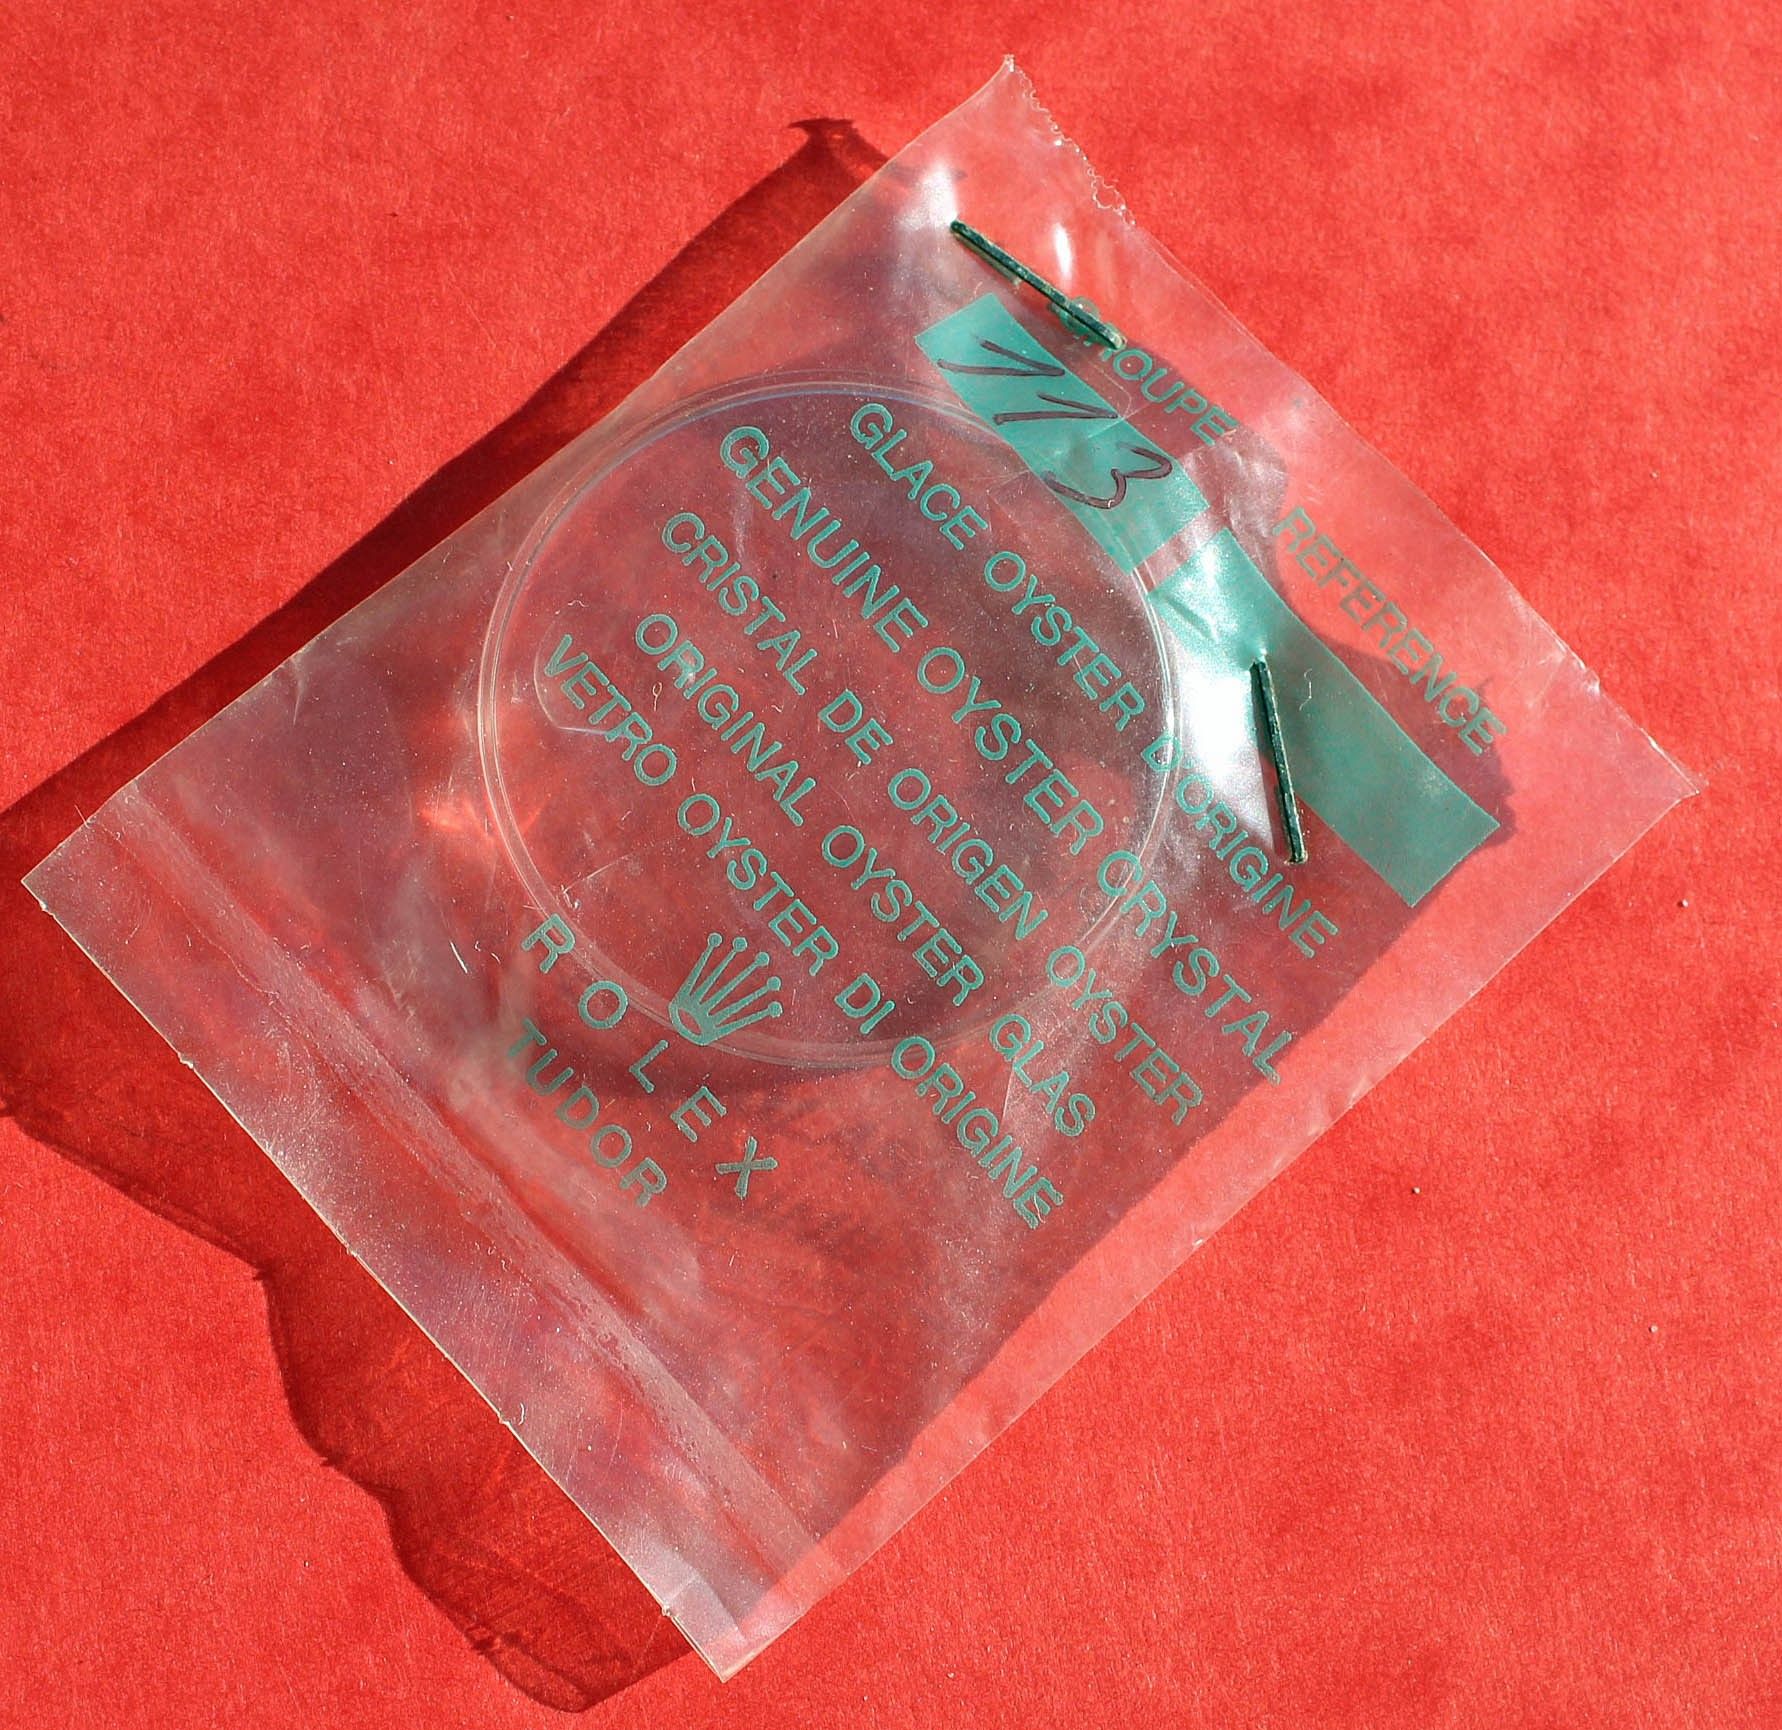 GROUPE REFERENCE
113
GLACE OYSTER D'ORIGINE
GENUINE OYSTER CRYSTAL
CRISTAL DE ORIGEN OYSTER
ORIGINAL OYSTER GLAS
VETRO OYSTER DI ORIGINE
ROLEX
TUDOR